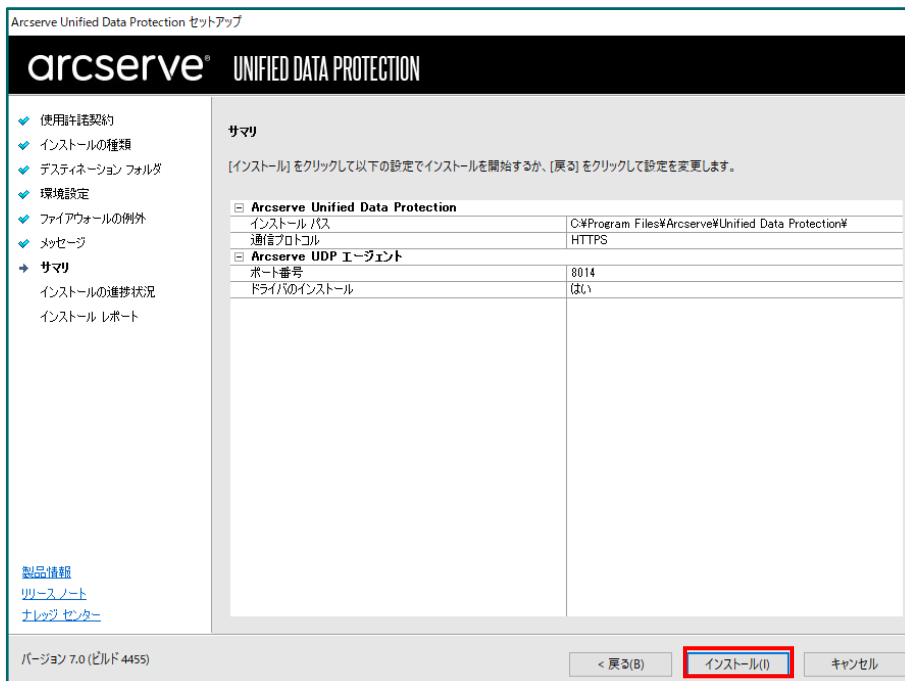 Arcserve Unified Data Protection セットアップ
arcserve® UNIFIED DATA PROTECTION
使用許諾契約
インストールの種類
デスティネーション フォルダ
環境設定
ファイアウォールの例外
メッセージ
サマリ
インストールの進捗状況
インストール レポート
サマリ
[インストール] をクリックして以下の設定でインストールを開始するか、[戻る] をクリックして設定を変更します。
Arcserve Unified Data Protection
インストール パス C:¥Program Files¥Arcserve¥Unified Data Protection¥
通信プロトコル HTTPS
Arcserve UDP エージェント
ポート番号 8014
ドライバのインストール はい
製品情報
リリース ノート
ナレッジ センター
バージョン 7.0 (ビルド 4455)
< 戻る(B) インストール(I) キャンセル